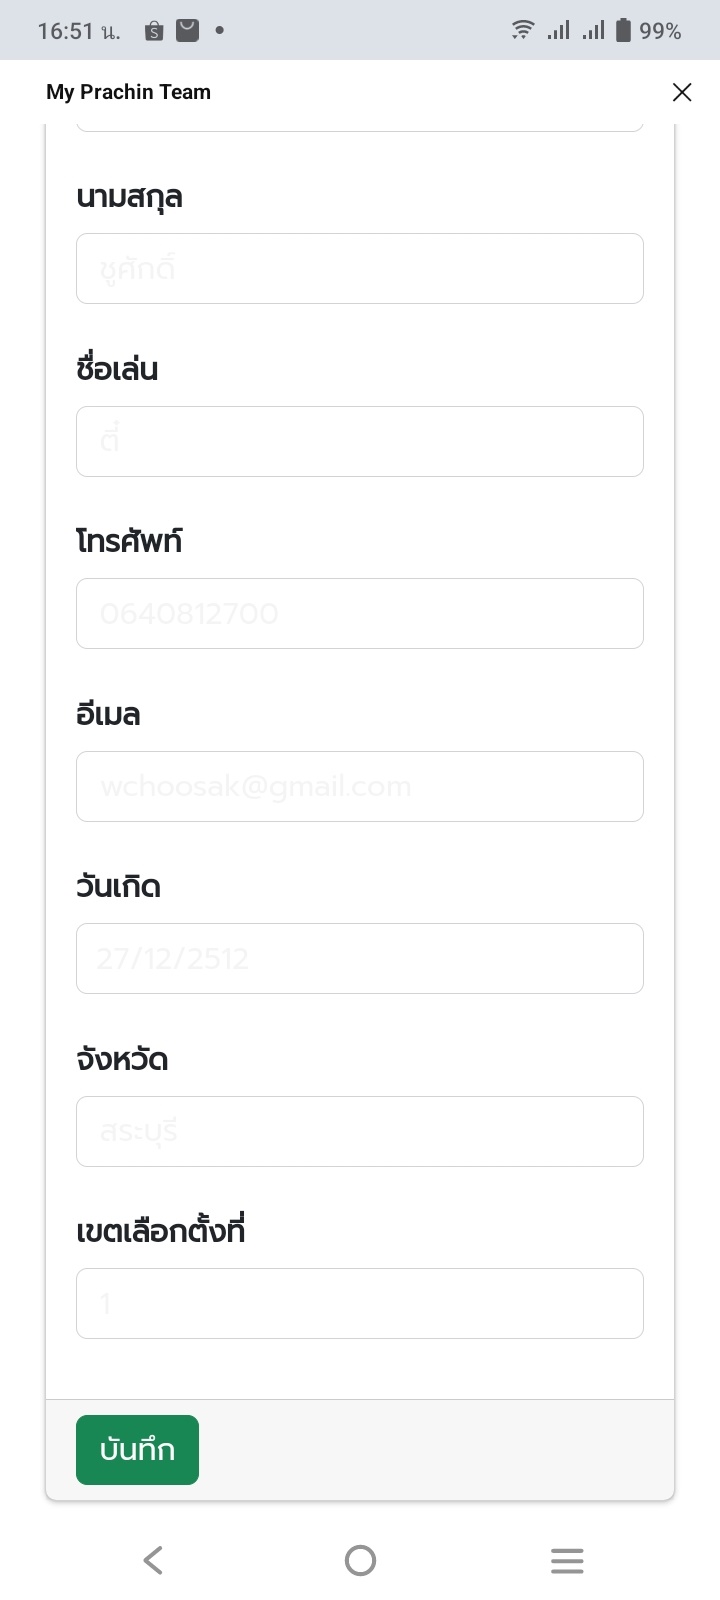 16:51 น.
99%
My Prachin Team
นามสกุล
ชูศักดิ์
ชื่อเล่น
ตี๋
โทรศัพท์
0640812700
อีเมล
wchoosak@gmail.com
วันเกิด
27/12/2512
จังหวัด
สระบุรี
เขตเลือกตั้งที่
1
บันทึก